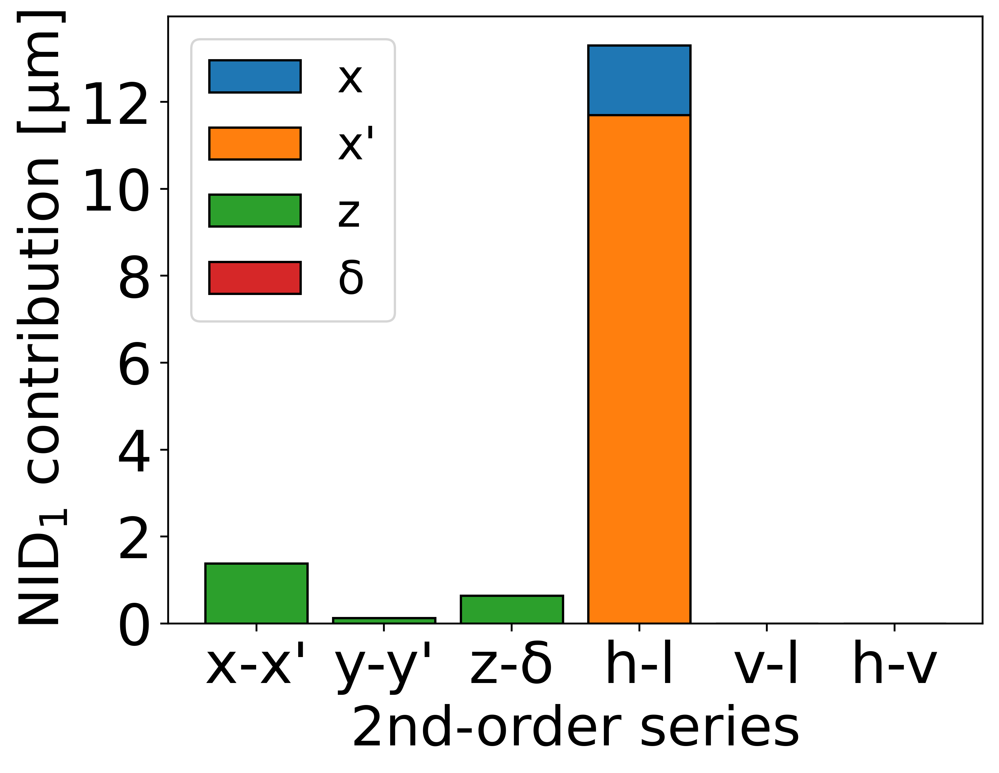 NID₁ contribution [μm]
12
10
8
6
4
2
0
x
x'
z
δ
x-x' y-y' z-δ h-l v-l h-v
2nd-order series